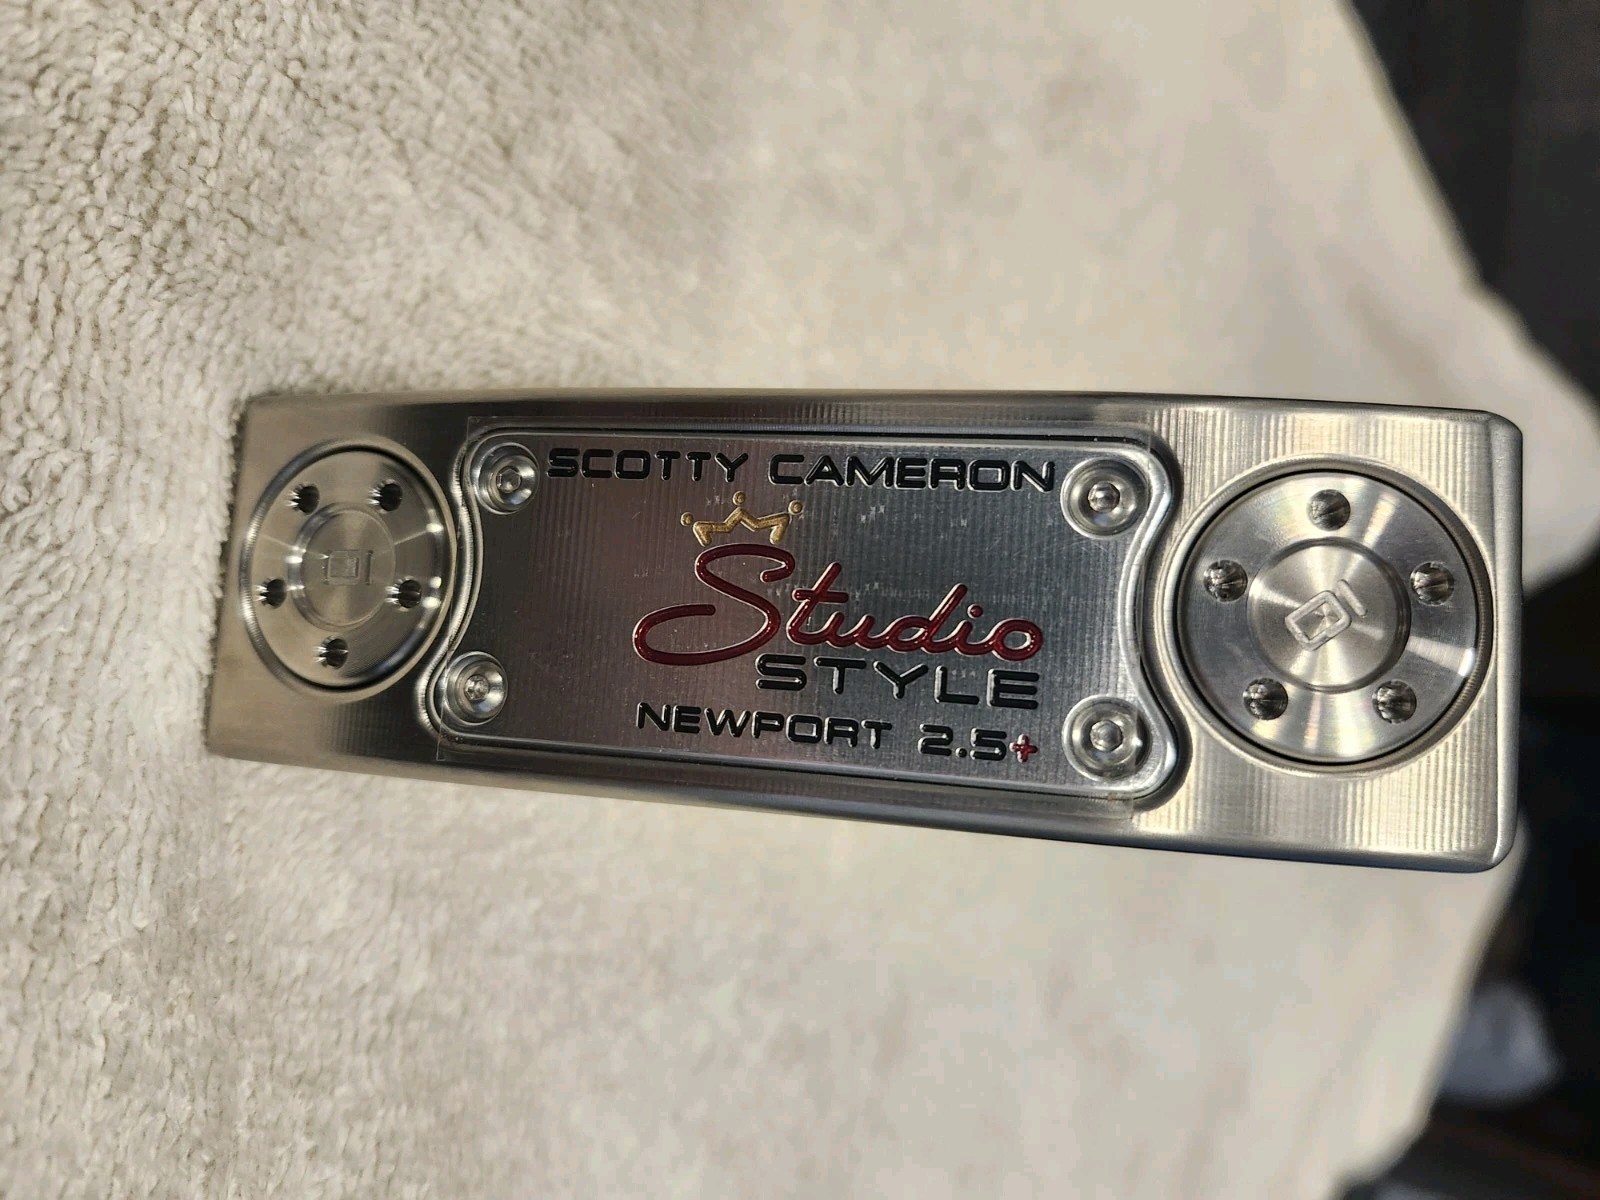 SCOTTY CAMERON
Studio
STYLE
NEWPORT 2.5+